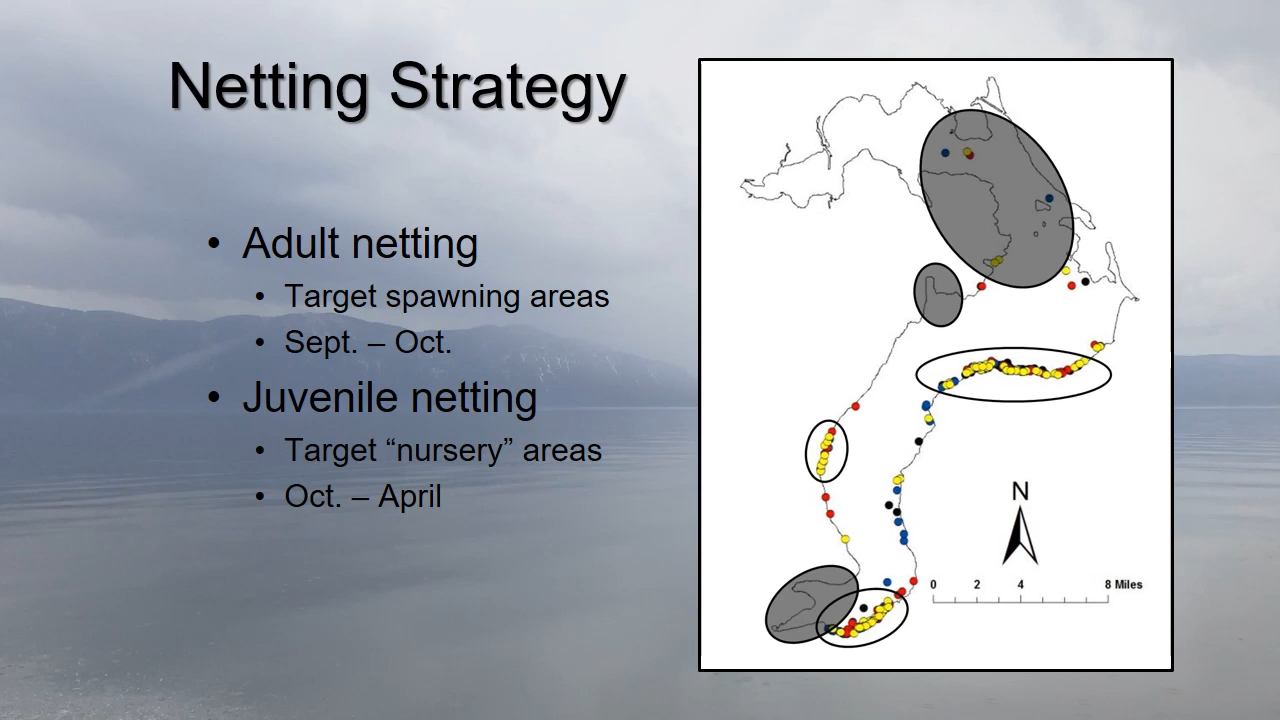 Netting Strategy
• Adult netting
• Target spawning areas
• Sept. – Oct.
• Juvenile netting
• Target “nursery” areas
• Oct. – April
N
0 2 4 8 Miles